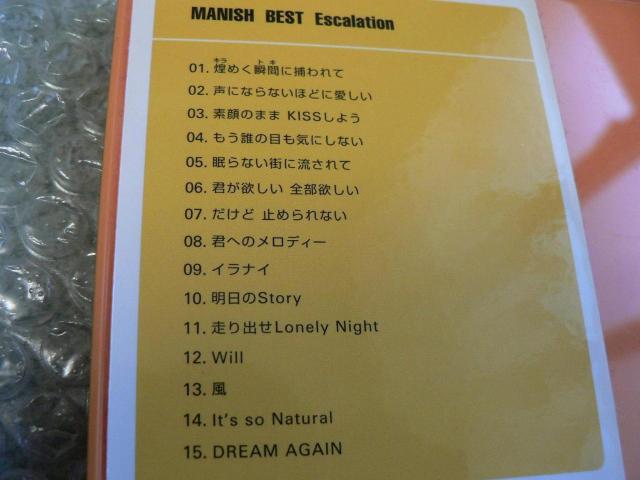 MANISH BEST Escalation
キラ トキ
01. 煌めく瞬間に捕われて
02. 声にならないほどに愛しい
03. 素顔のまま KISSしよう
04. もう誰の目も気にしない
05. 眠らない街に流されて
06. 君が欲しい 全部欲しい
07. だけど 止められない
08. 君へのメロディー
09. イラナイ
10. 明日のStory
11. 走り出せLonely Night
12. Will
13. 風
14. It's so Natural
15. DREAM AGAIN